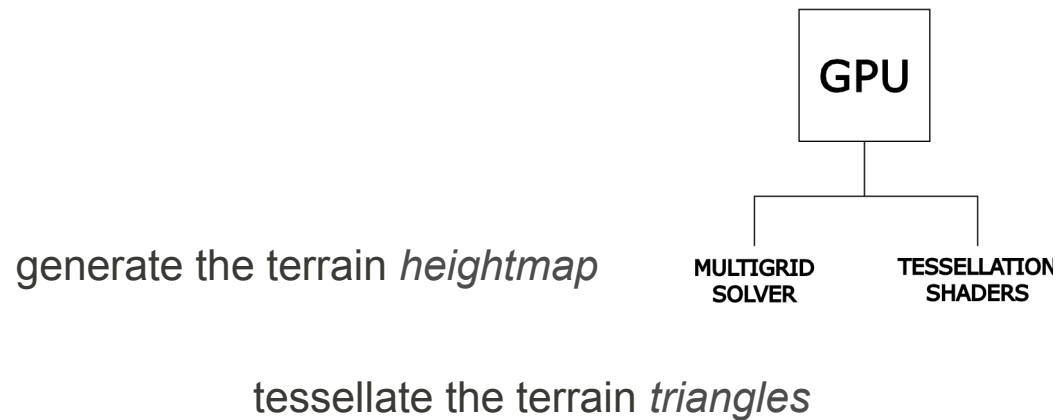 GPU
generate the terrain heightmap
MULTIGRID
SOLVER
TESSELLATION
SHADERS
tessellate the terrain triangles